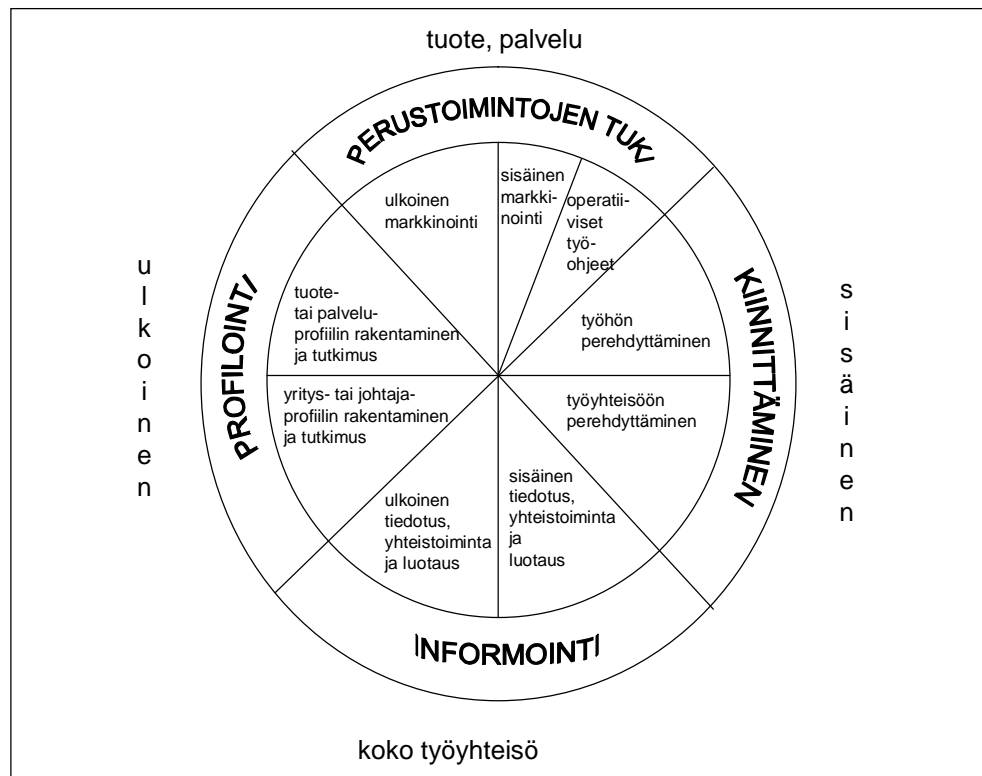 tuote, palvelu
PERUSTOIMINTOJEN TUKI
sisäinen
markki-
nointi
ulkoinen
markkinointi
operatii-
viset
työ-
ohjeet
ulkoinen
PROFILOINTI
tuote-
tai palvelu-
profiilin rakentaminen
ja tutkimus
työhön
perehdyttäminen
KIINNITTÄMINEN
sisäinen
yritys- tai johtaja-
profiilin rakentaminen
ja tutkimus
työyhteisöön
perehdyttäminen
ulkoinen
tiedotus,
yhteistoiminta
ja luotaus
sisäinen
tiedotus,
yhteistoiminta
ja
luotaus
INFORMOINTI
koko työyhteisö